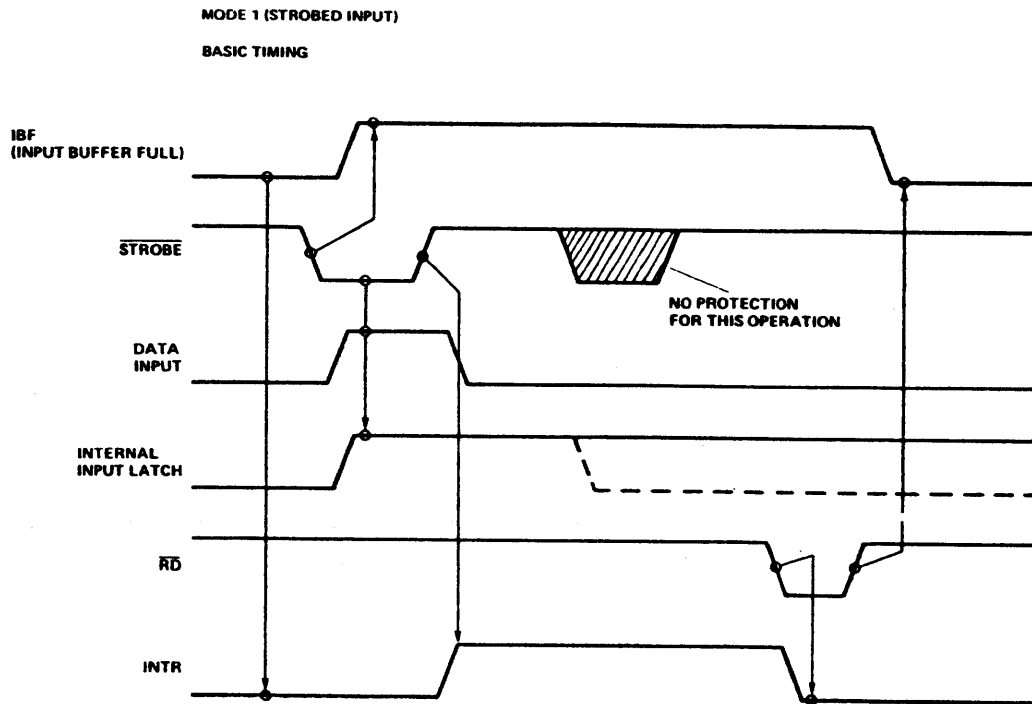 MODE 1 (STROBED INPUT)
BASIC TIMING
IBF
(INPUT BUFFER FULL)
STROBE
NO PROTECTION
FOR THIS OPERATION
DATA
INPUT
INTERNAL
INPUT LATCH
RD
INTR